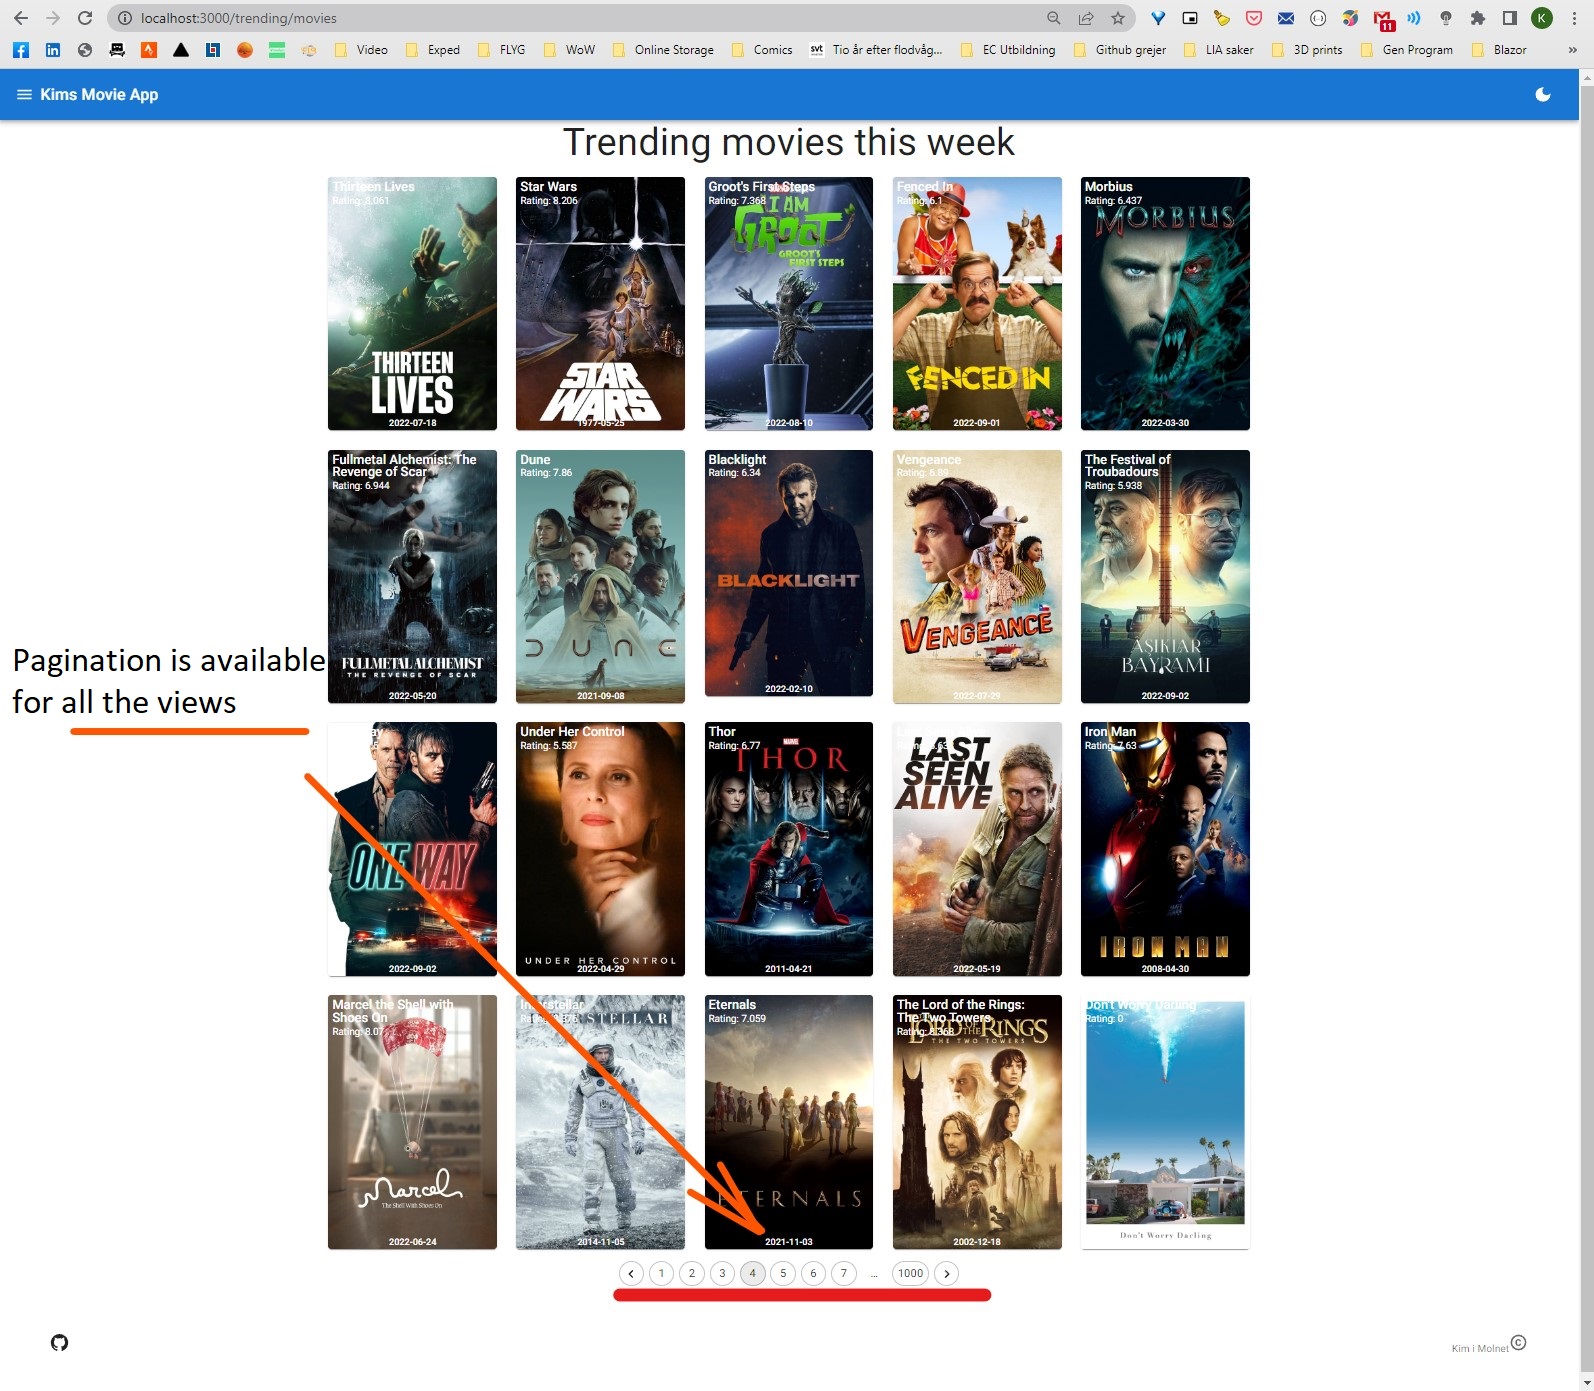 localhost:3000/trending/movies
11
K
Video
Exped
FLYG
WoW
Online Storage
Comics
svt
Tio år efter flodvåg...
EC Utbildning
Github grejer
LIA saker
3D prints
Gen Program
Blazor
»
Kims Movie App
Trending movies this week
Thirteen Lives
Rating: 8.061
THIRTEEN
LIVES
2022-07-18
Star Wars
Rating: 8.206
STAR
WARS
1977-05-25
Groot's First Steps
Rating: 7.368
I AM
GROOT
GROOT'S
FIRST STEPS
2022-08-10
Fenced In
Rating: 6.1
FENCED IN
2022-09-01
Morbius
Rating: 6.437
MORBIUS
2022-03-30
Fullmetal Alchemist: The
Revenge of Scar
Rating: 6.944
FULLMETAL ALCHEMIST
THE REVENGE OF SCAR
2022-05-20
Dune
Rating: 7.86
DUNE
2021-09-08
Blacklight
Rating: 6.34
BLACKLIGHT
2022-02-10
Vengeance
Rating: 6.89
VENGEANCE
2022-07-29
The Festival of
Troubadours
Rating: 5.938
AŞIKLAR
BAYRAMI
2022-09-02
Pagination is available
for all the views
ONE WAY
2022-09-02
Under Her Control
Rating: 5.587
UNDER HER CONTROL
2022-04-29
Thor
Rating: 6.77
MARVEL
THOR
2011-04-21
LAST
SEEN
ALIVE
2022-05-19
Iron Man
Rating: 7.63
IRON MAN
2008-04-30
Marcel the Shell with
Shoes On
Rating: 8.07
Marcel
The Shell With Shoes On
2022-06-24
Interstellar
Rating: 8.376
STELLAR
2014-11-05
Eternals
Rating: 7.059
ETERNALS
2021-11-03
The Lord of the Rings:
The Two Towers
Rating: 8.368
LORD OF THE RINGS
THE TWO TOWERS
2002-12-18
Don't Worry Darling
Rating: 0
Don't Worry Darling
1 2 3 4 5 6 7 ... 1000
Kim i Molnet ©